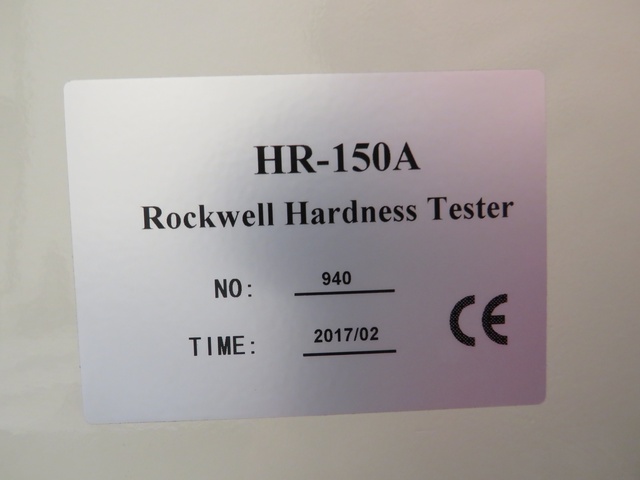 HR-150A
Rockwell Hardness Tester
NO: 940
TIME: 2017/02
CE